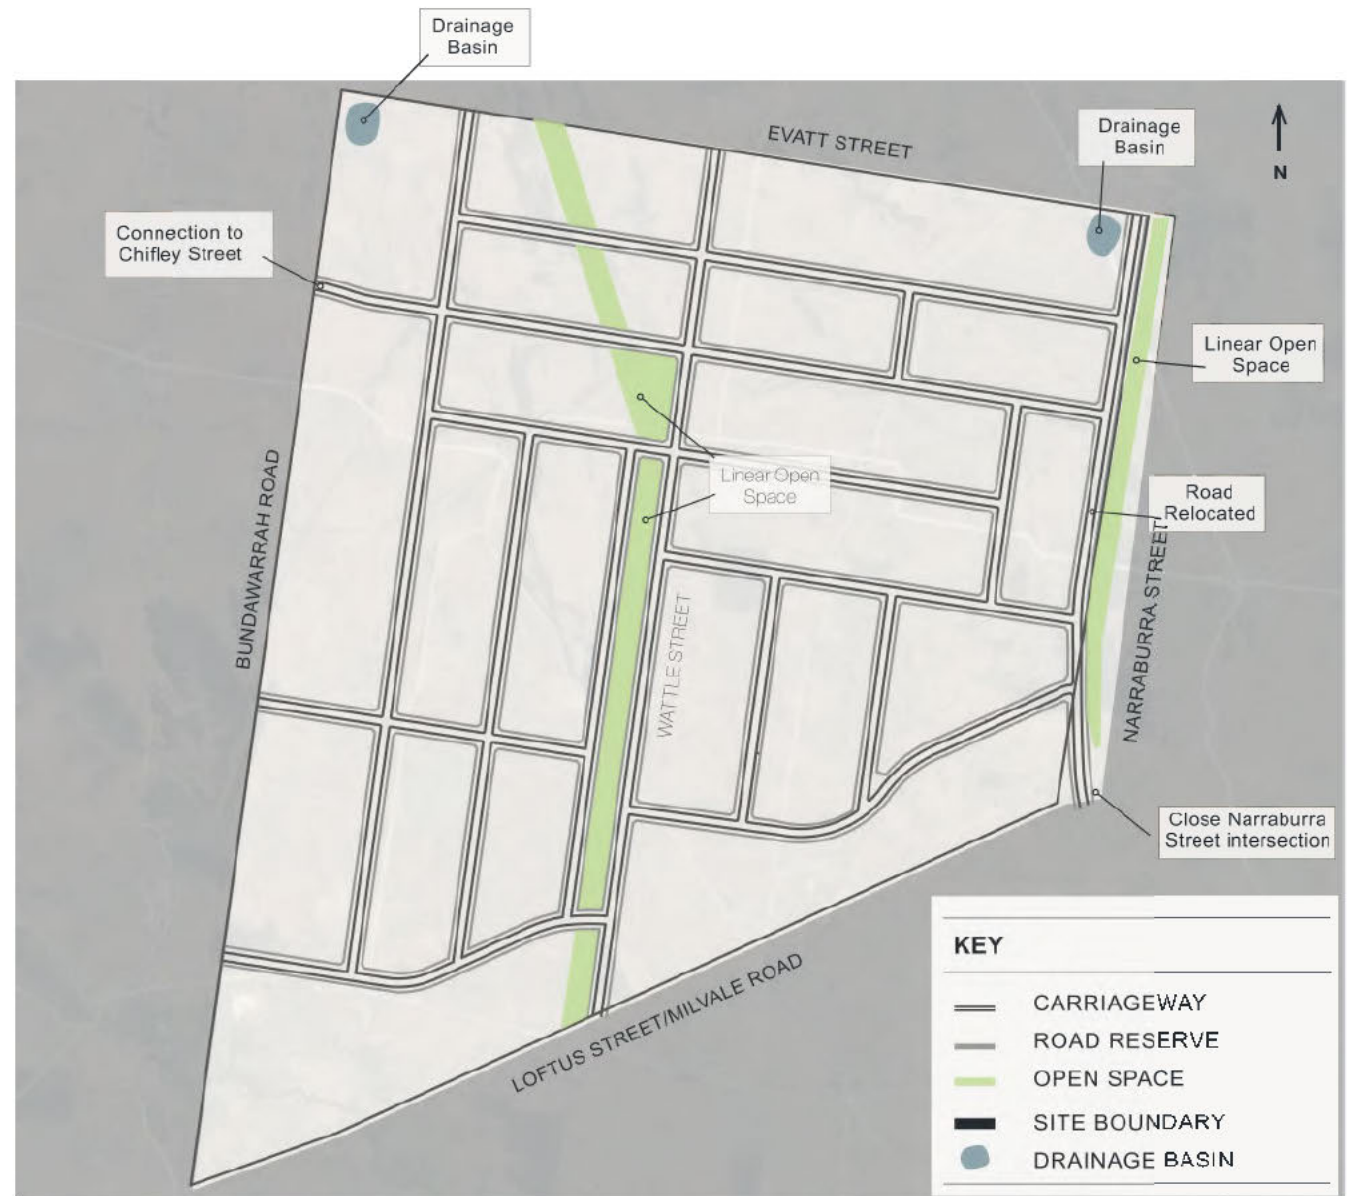 Drainage
Basin
EVATT STREET
Drainage
Basin
N
Connection to
Chifley Street
Linear Open
Space
BUNDAWARRAH ROAD
Linear Open
Space
Road
Relocated
WATTLE STREET
NARRABURRA STREET
Close Narraburra
Street intersection
LOFTUS STREET/MILVALE ROAD
KEY
CARRIAGEWAY
ROAD RESERVE
OPEN SPACE
SITE BOUNDARY
DRAINAGE BASIN